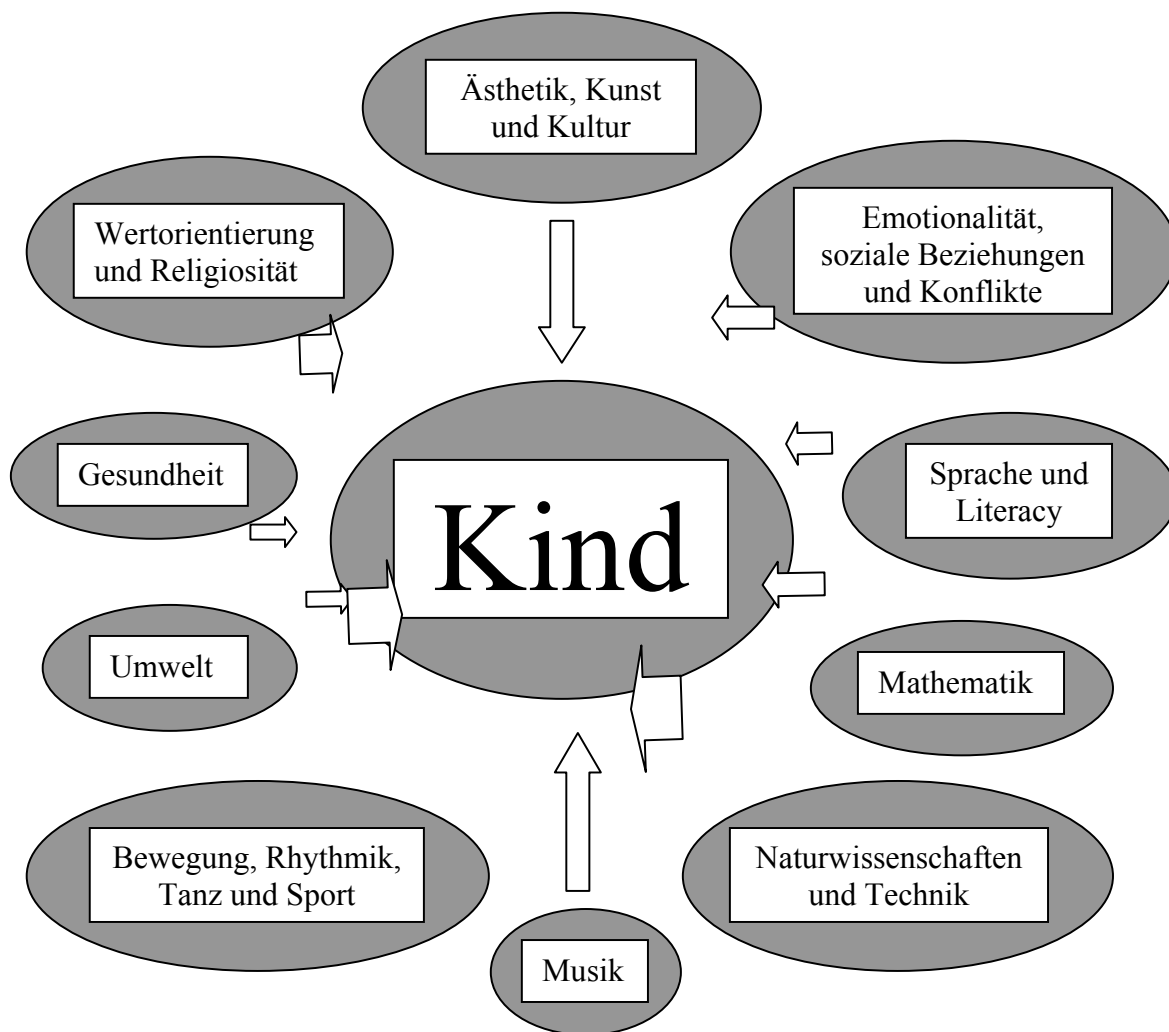 Ästhetik, Kunst
und Kultur
Wertorientierung
und Religiosität
Emotionalität,
soziale Beziehungen
und Konflikte
Gesundheit
Kind
Sprache und
Literacy
Umwelt
Mathematik
Bewegung, Rhythmik,
Tanz und Sport
Naturwissenschaften
und Technik
Musik